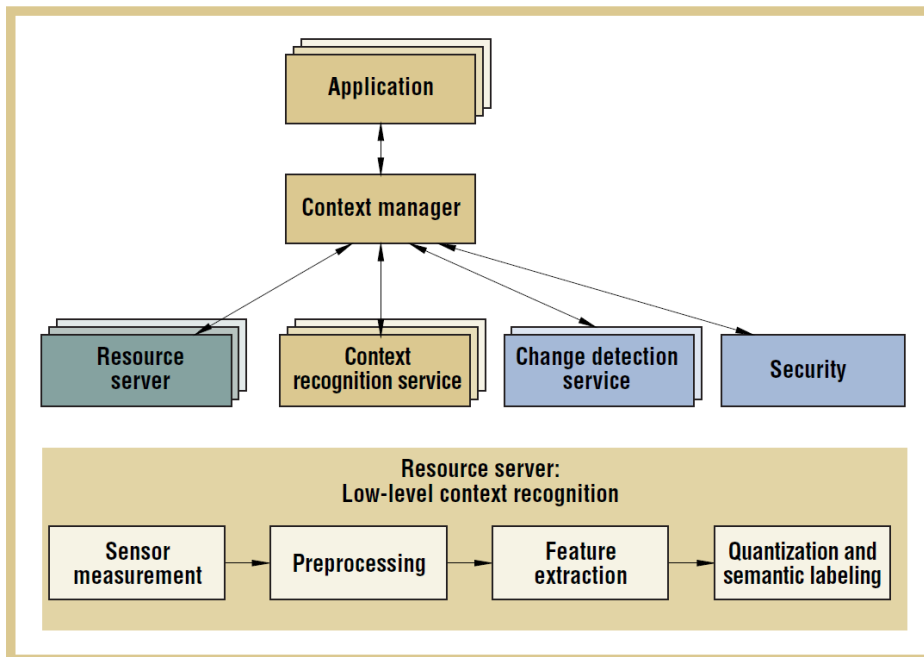 Application
Context manager
Resource
server
Context
recognition service
Change detection
service
Security
Resource server:
Low-level context recognition
Sensor
measurement
Preprocessing
Feature
extraction
Quantization and
semantic labeling